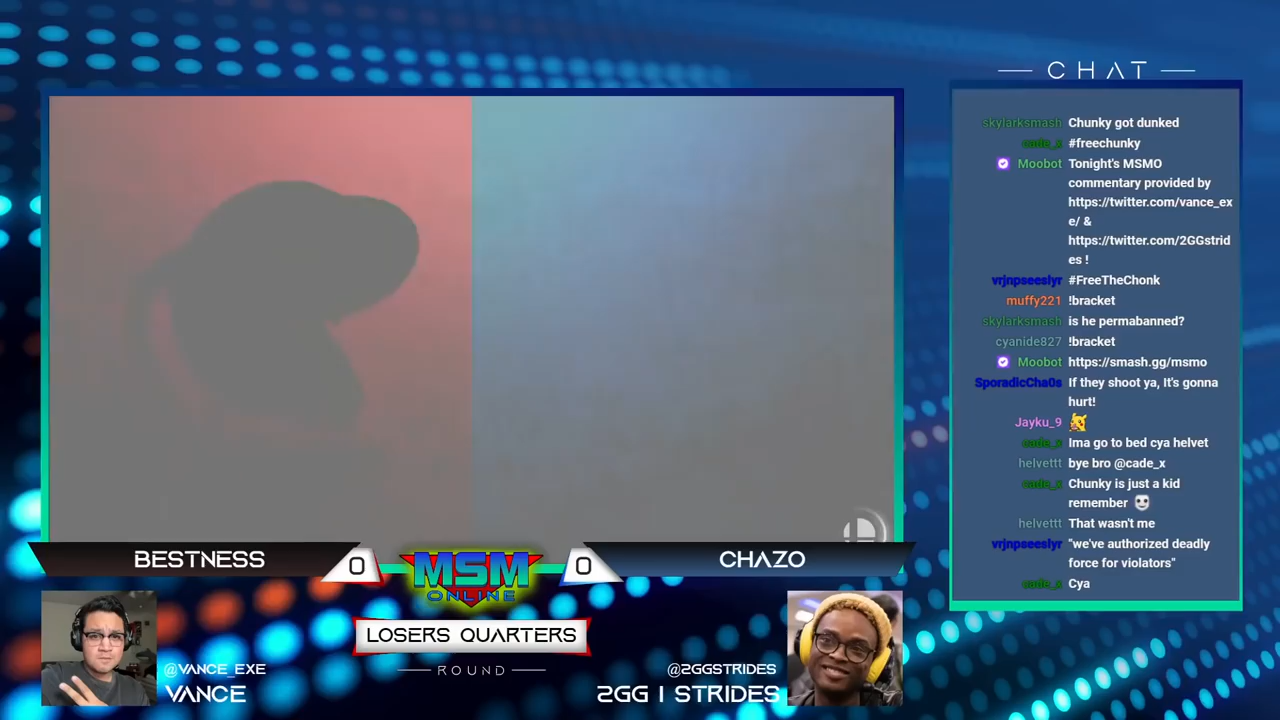 CHAT
skylarksmash Chunky got dunked
cade_x #freechunky
Moobot Tonight's MSMO
commentary provided by
https://twitter.com/vance_ex
e/ &
https://twitter.com/2GGstrid
es !
vrjnpseeslyr #FreeTheChonk
muffy221 !bracket
skylarksmash is he permabanned?
cyanide827 !bracket
Moobot https://smash.gg/msmo
SporadicCha0s If they shoot ya, It's gonna
hurt!
Jayku_9
cade_x Ima go to bed cya helvet
helvettt bye bro @cade_x
cade_x Chunky is just a kid
remember
helvettt That wasn't me
vrjnpseeslyr "we've authorized deadly
force for violators"
cade_x Cya
BESTNESS 0 MSM ONLINE 0 CHAZO
LOSERS QUARTERS
ROUND
@VANCE_EXE
VANCE
@2GGSTRIDES
2GG | STRIDES